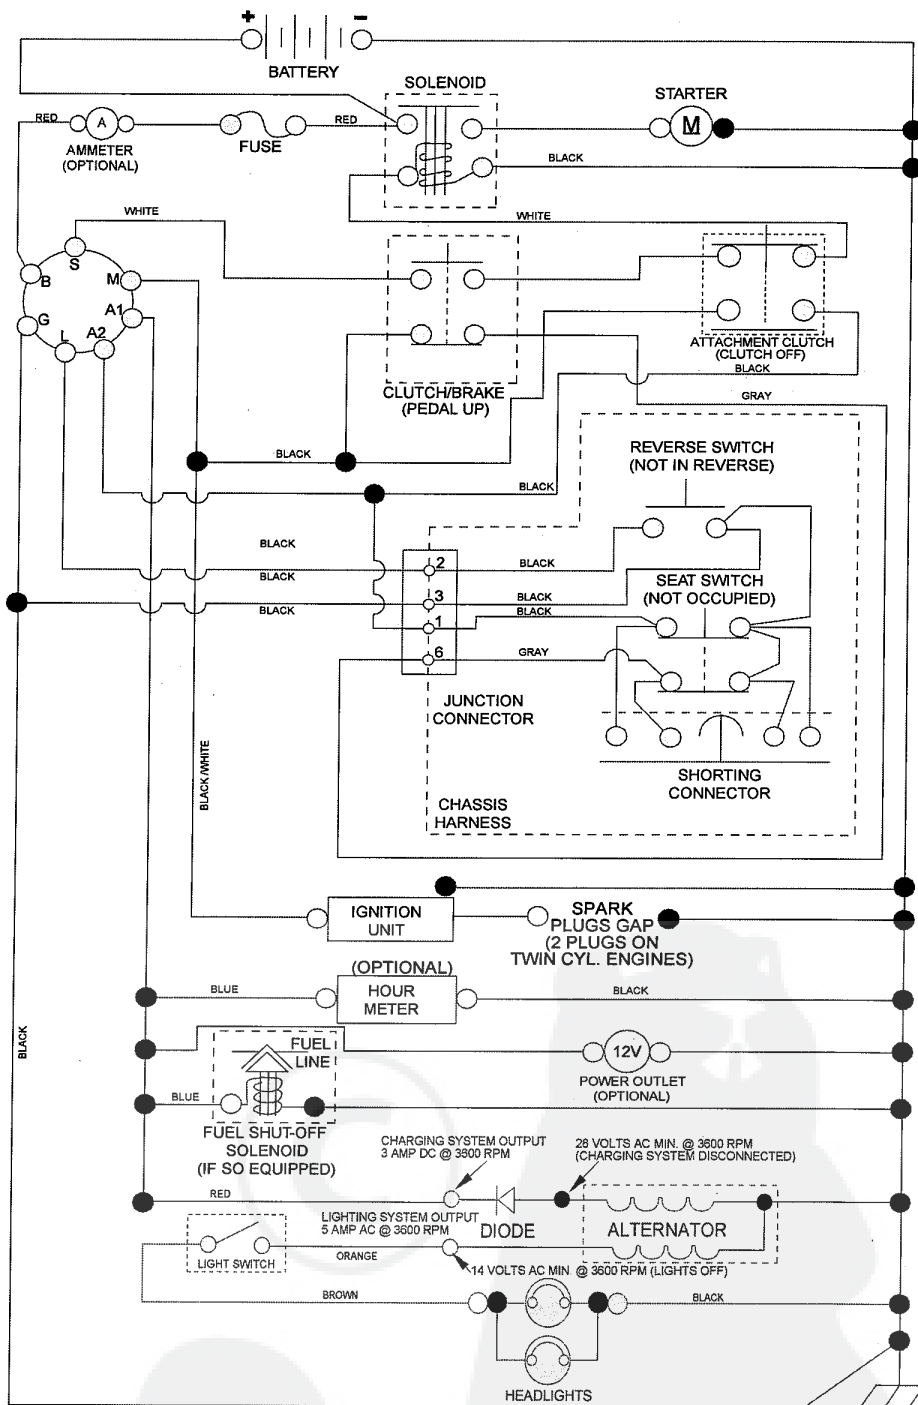 + −
BATTERY
SOLENOID
STARTER
RED
A
AMMETER
(OPTIONAL)
FUSE
RED
M
BLACK
WHITE
WHITE
S
B
M
G
A1
L
A2
ATTACHMENT CLUTCH
(CLUTCH OFF)
BLACK
CLUTCH/BRAKE
(PEDAL UP)
GRAY
BLACK
REVERSE SWITCH
(NOT IN REVERSE)
BLACK
BLACK
2
BLACK
BLACK
SEAT SWITCH
(NOT OCCUPIED)
3
BLACK
BLACK
BLACK
1
6
GRAY
JUNCTION
CONNECTOR
BLACK/WHITE
SHORTING
CONNECTOR
CHASSIS
HARNESS
IGNITION
UNIT
SPARK
PLUGS GAP
(2 PLUGS ON
TWIN CYL. ENGINES)
(OPTIONAL)
HOUR
METER
BLUE
BLACK
BLACK
FUEL
LINE
12V
POWER OUTLET
(OPTIONAL)
BLUE
FUEL SHUT-OFF
SOLENOID
(IF SO EQUIPPED)
CHARGING SYSTEM OUTPUT
3 AMP DC @ 3600 RPM
28 VOLTS AC MIN. @ 3600 RPM
(CHARGING SYSTEM DISCONNECTED)
RED
DIODE
ALTERNATOR
LIGHTING SYSTEM OUTPUT
5 AMP AC @ 3600 RPM
LIGHT SWITCH
ORANGE
14 VOLTS AC MIN. @ 3600 RPM (LIGHTS OFF)
BROWN
BLACK
HEADLIGHTS